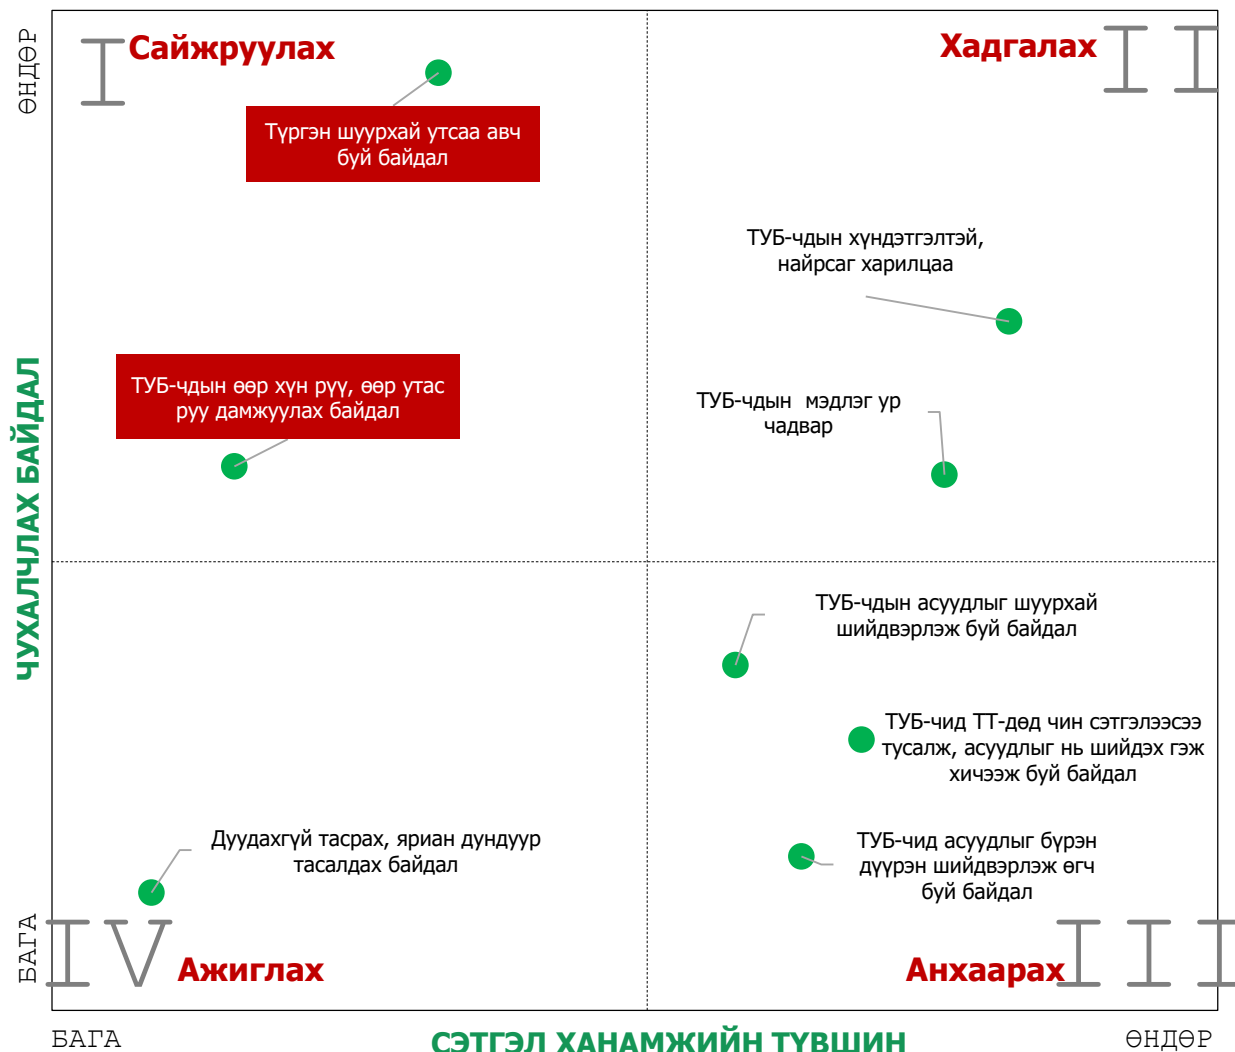 ӨНДӨР
I Сайжруулах
Хадгалах II
Түргэн шуурхай утсаа авч
буй байдал
ТУБ-чдын хүндэтгэлтэй,
найрсаг харилцаа
ТУБ-чдын өөр хүн рүү, өөр утас
руу дамжуулах байдал
ТУБ-чдын мэдлэг ур
чадвар
ЧУХАЛЧЛАХ БАЙДАЛ
ТУБ-чдын асуудлыг шуурхай
шийдвэрлэж буй байдал
ТУБ-чид ТТ-дөд чин сэтгэлээсээ
тусалж, асуудлыг нь шийдэх гэж
хичээж буй байдал
Дуудахгүй тасрах, яриан дундуур
тасалдах байдал
ТУБ-чид асуудлыг бүрэн
дүүрэн шийдвэрлэж өгч
буй байдал
БАГА
IV Ажиглах
Анхаарах III
БАГА
СЭТГЭЛ ХАНАМЖИЙН ТҮВШИН
ӨНДӨР